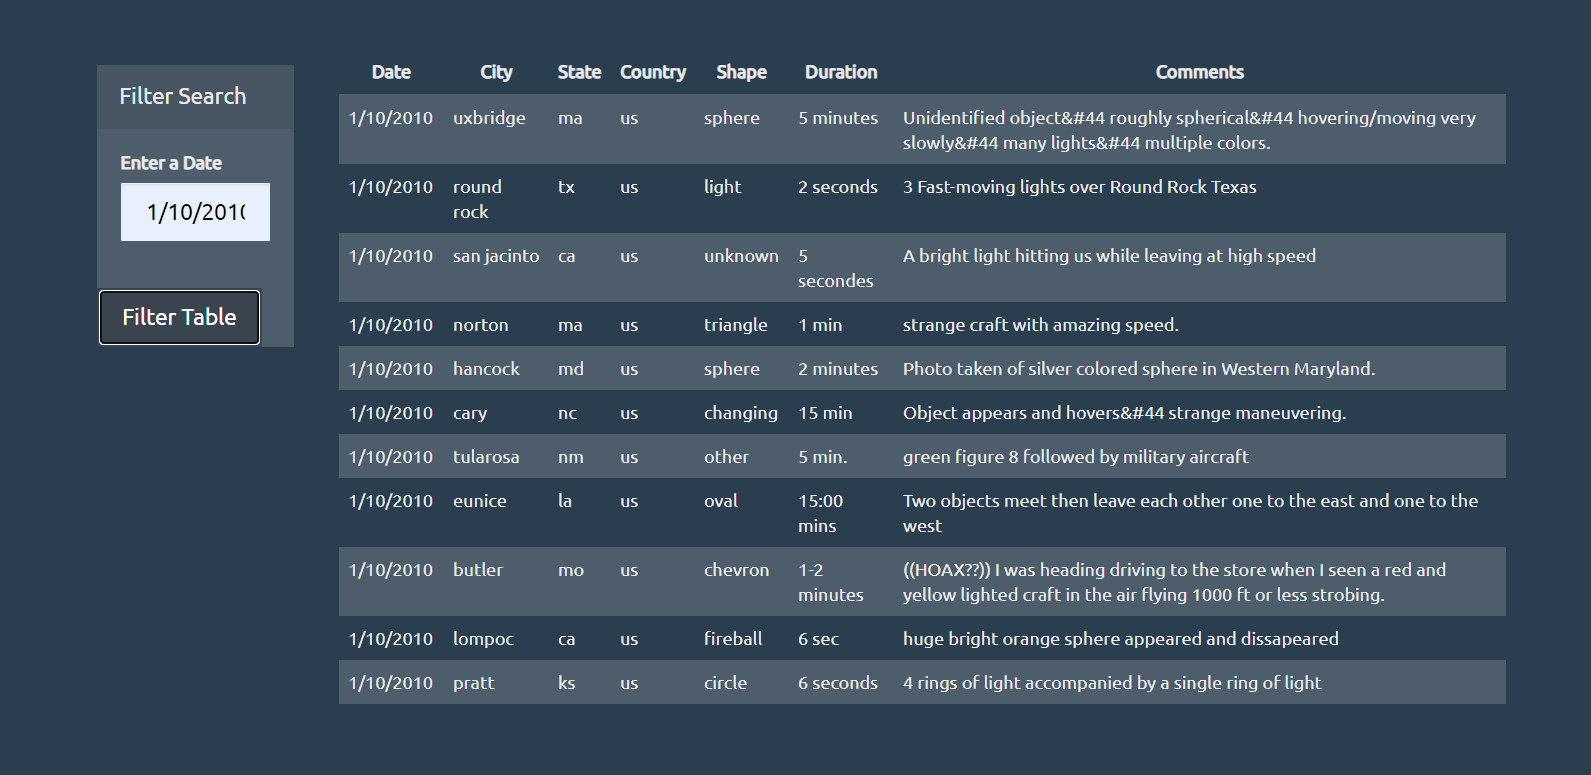 Filter Search
Enter a Date
1/10/2010
Filter Table
Date City State Country Shape Duration Comments
1/10/2010 uxbridge ma us sphere 5 minutes Unidentified object&#44 roughly spherical&#44 hovering/moving very
slowly&#44 many lights&#44 multiple colors.
1/10/2010 round tx us light 2 seconds 3 Fast-moving lights over Round Rock Texas
rock
1/10/2010 san jacinto ca us unknown 5 A bright light hitting us while leaving at high speed
secondes
1/10/2010 norton ma us triangle 1 min strange craft with amazing speed.
1/10/2010 hancock md us sphere 2 minutes Photo taken of silver colored sphere in Western Maryland.
1/10/2010 cary nc us changing 15 min Object appears and hovers&#44 strange maneuvering.
1/10/2010 tularosa nm us other 5 min. green figure 8 followed by military aircraft
1/10/2010 eunice la us oval 15:00 Two objects meet then leave each other one to the east and one to the
mins west
1/10/2010 butler mo us chevron 1-2 ((HOAX??)) I was heading driving to the store when I seen a red and
minutes yellow lighted craft in the air flying 1000 ft or less strobing.
1/10/2010 lompoc ca us fireball 6 sec huge bright orange sphere appeared and dissapeared
1/10/2010 pratt ks us circle 6 seconds 4 rings of light accompanied by a single ring of light